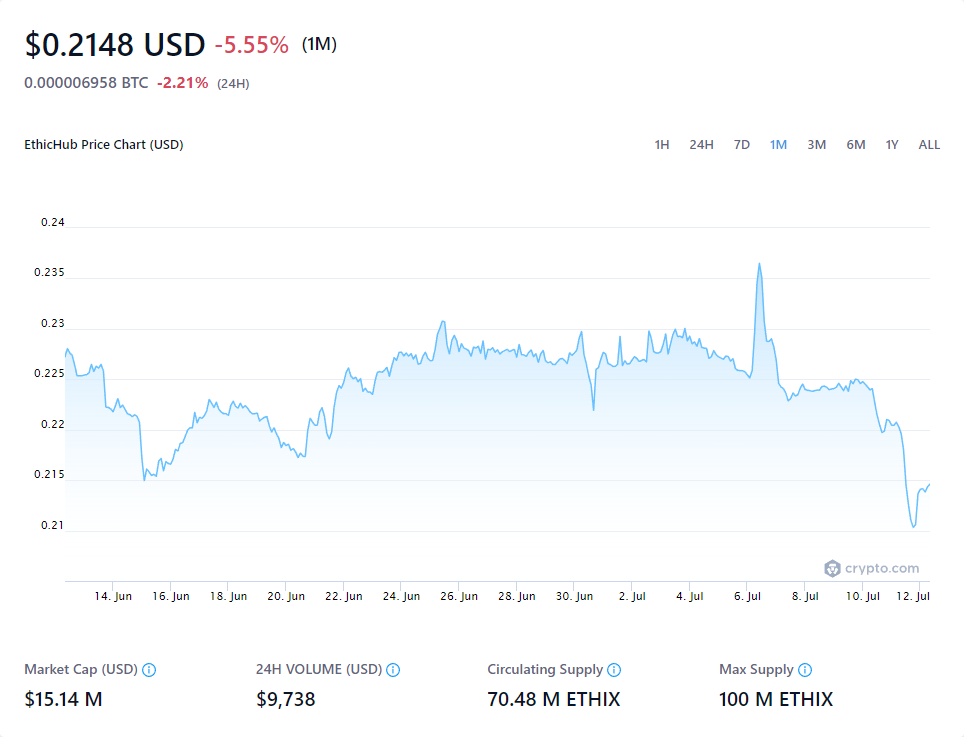 $0.2148 USD -5.55% (1M)
0.000006958 BTC -2.21% (24H)
EthicHub Price Chart (USD) 1H 24H 7D 1M 3M 6M 1Y ALL
0.24
0.235
0.23
0.225
0.22
0.215
0.21
crypto.com
14. Jun 16. Jun 18. Jun 20. Jun 22. Jun 24. Jun 26. Jun 28. Jun 30. Jun 2. Jul 4. Jul 6. Jul 8. Jul 10. Jul 12. Jul
Market Cap (USD) 24H VOLUME (USD) Circulating Supply Max Supply
$15.14 M $9,738 70.48 M ETHIX 100 M ETHIX